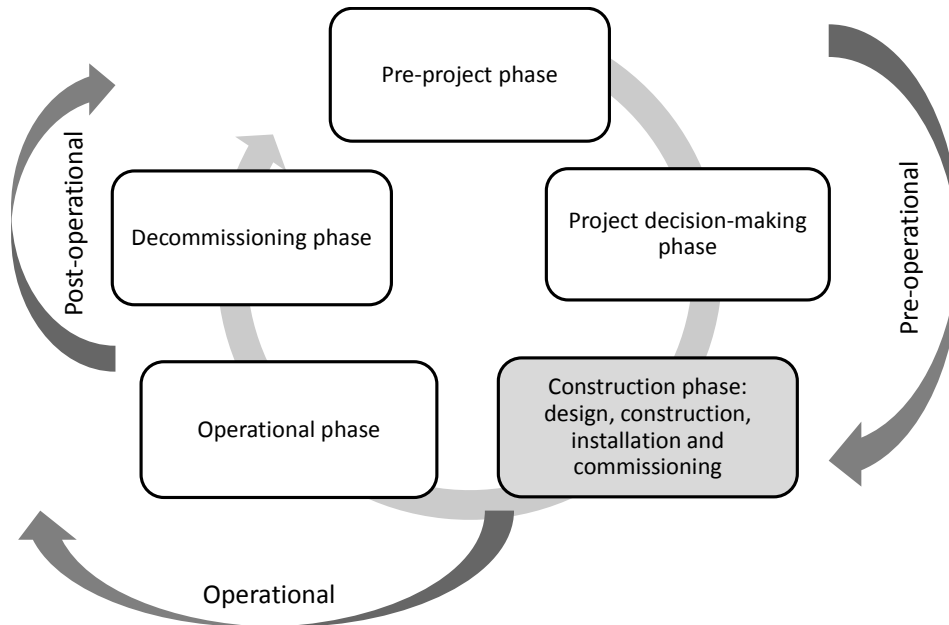 Pre-project phase
Project decision-making
phase
Pre-operational
Construction phase:
design, construction,
installation and
commissioning
Operational phase
Operational
Decommissioning phase
Post-operational